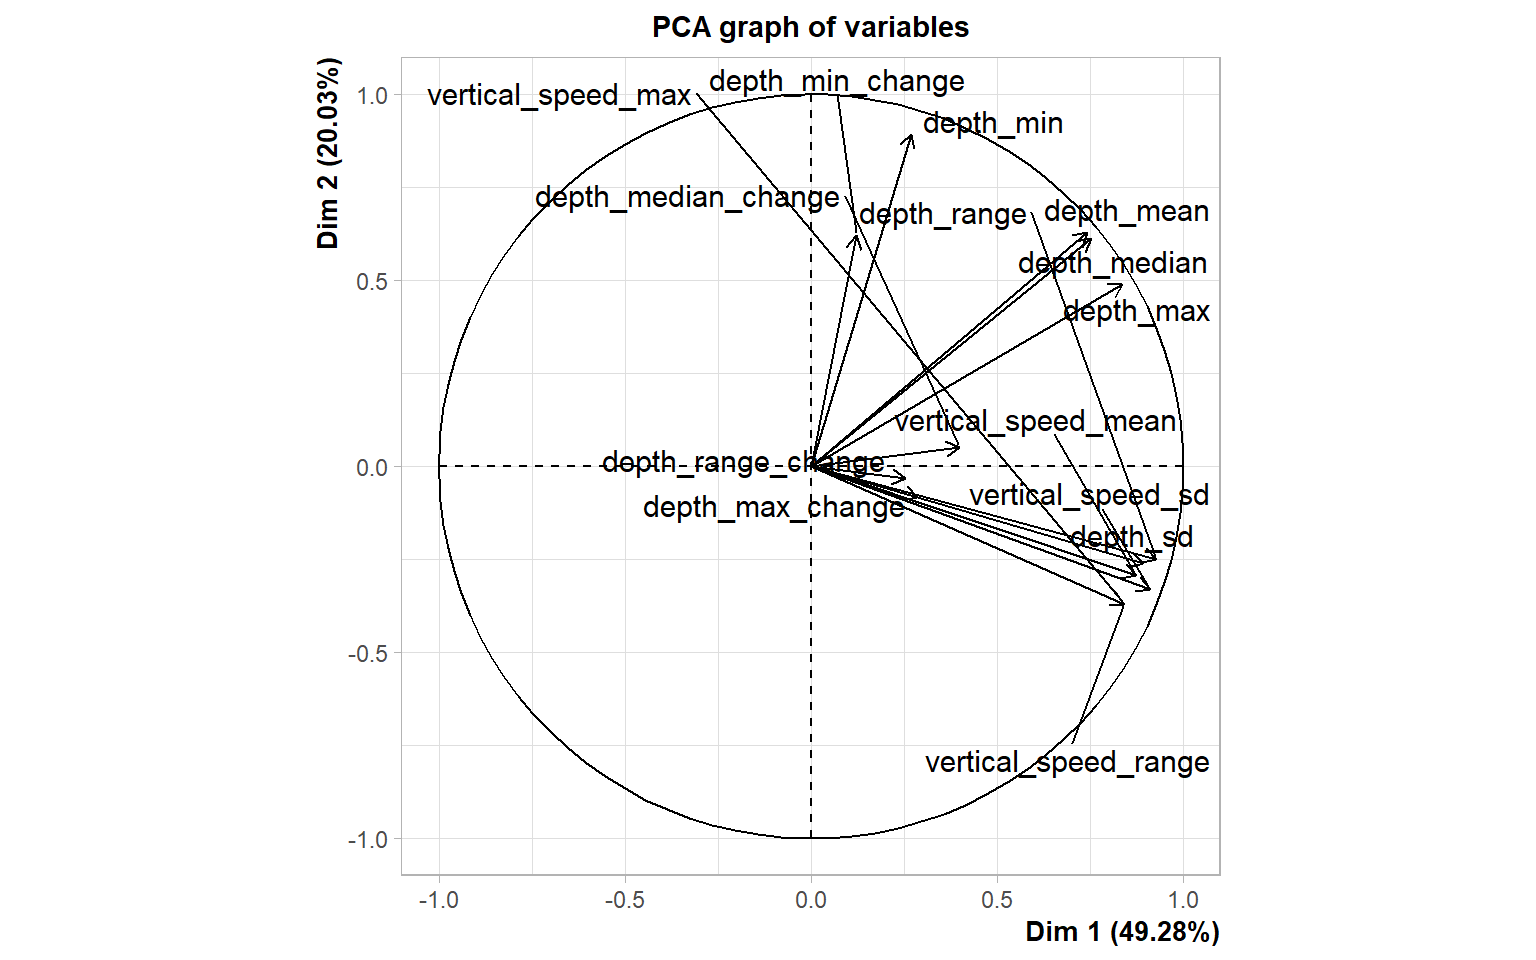 PCA graph of variables
Dim 2 (20.03%)
depth_min_change
vertical_speed_max
depth_min
depth_median_change
depth_range
depth_mean
depth_median
depth_max
vertical_speed_mean
depth_range_change
vertical_speed_sd
depth_max_change
depth_sd
vertical_speed_range
1.0
0.5
0.0
-0.5
-1.0
-1.0
-0.5
0.0
0.5
1.0
Dim 1 (49.28%)